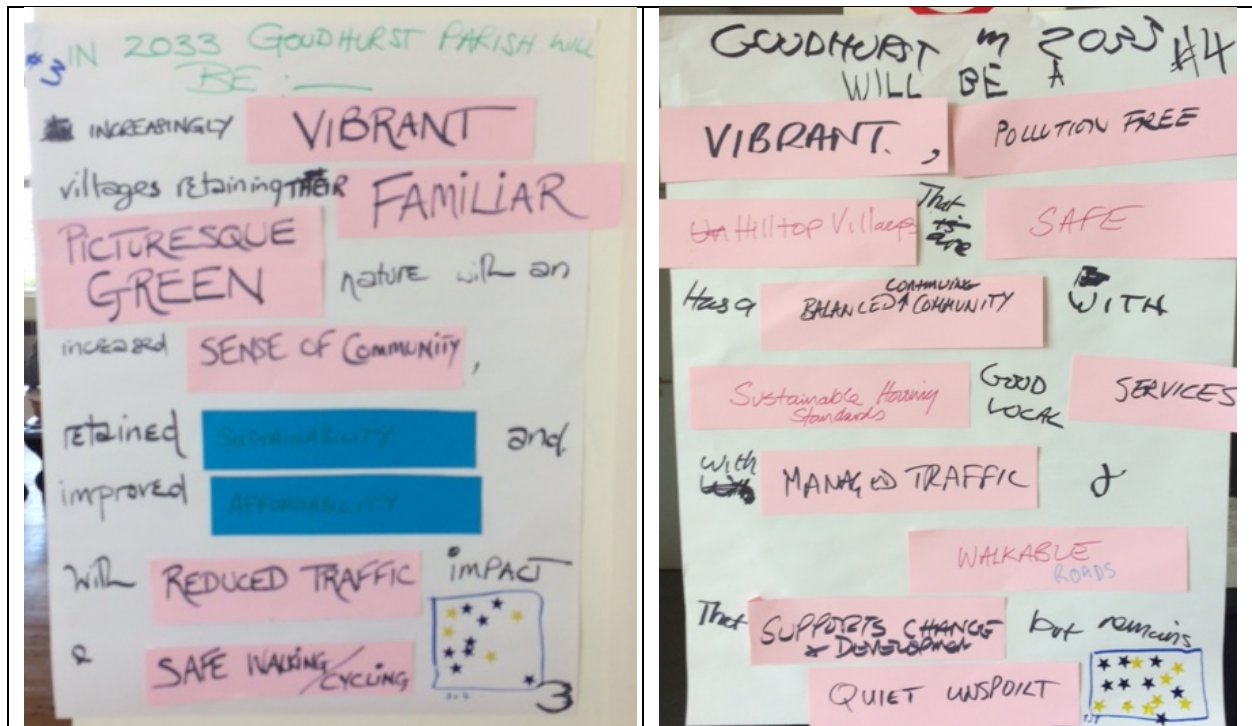 #3 IN 2033 GOUDHURST PARISH WILL
BE :
INCREASINGLY VIBRANT
villages retaining THEIR FAMILIAR
PICTURESQUE
GREEN nature with an
increased SENSE OF COMMUNITY,
retained SUSTAINABILITY and
improved AFFORDABILITY
with REDUCED TRAFFIC impact
& SAFE WALKING/CYCLING
3
GOUDHURST in 2033 #4
WILL BE A
VIBRANT, POLLUTION FREE
Hilltop Villages That are SAFE
Has a BALANCED CONTINUING COMMUNITY WITH
Sustainable Housing Standards GOOD LOCAL SERVICES
with MANAGED TRAFFIC &
WALKABLE
ROADS
That SUPPORTS CHANGE & DEVELOPMENT but remains
QUIET UNSPOILT